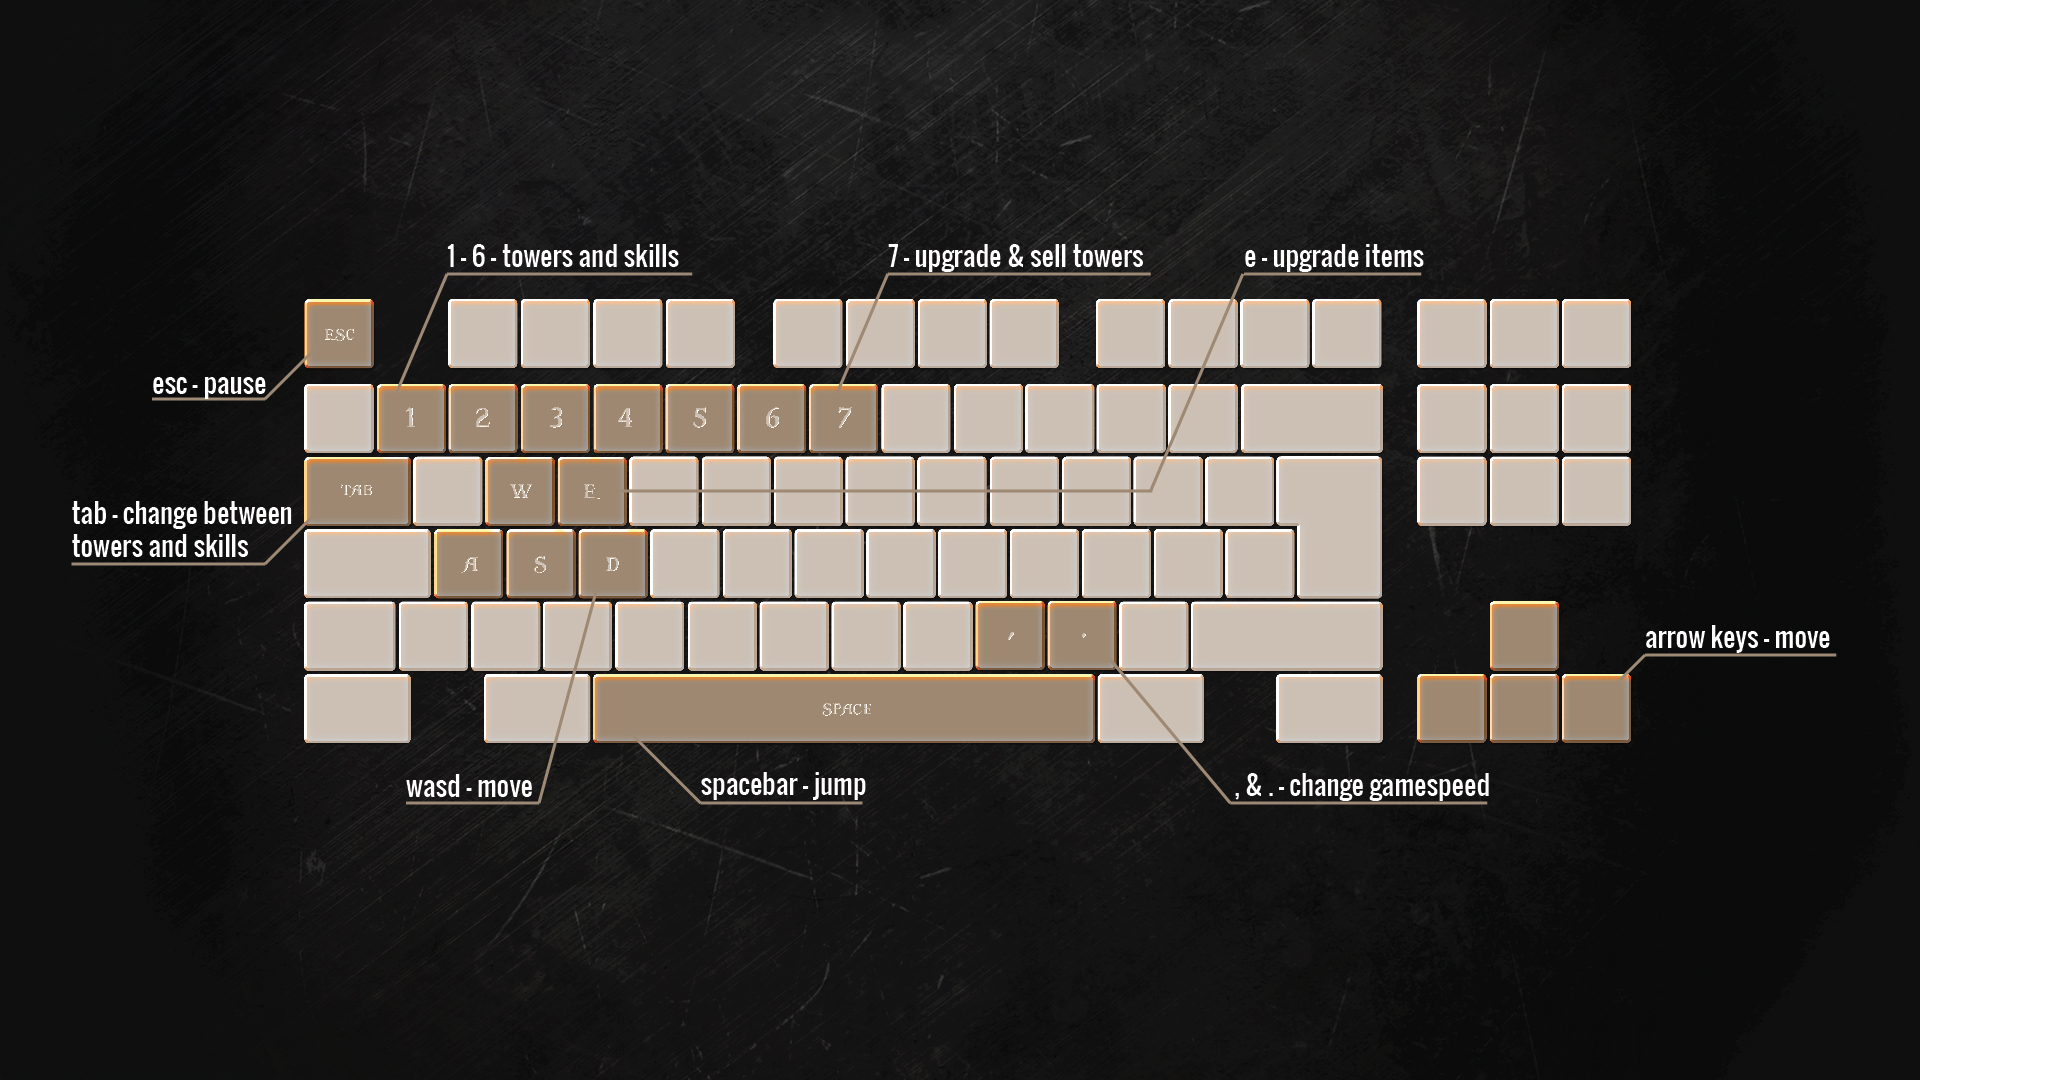 1 - 6 - towers and skills
7 - upgrade & sell towers
e - upgrade items
ESC
esc - pause
1 2 3 4 5 6 7
TAB W E
tab - change between
towers and skills
A S D
, .
arrow keys - move
SPACE
wasd - move
spacebar - jump
, & . - change gamespeed